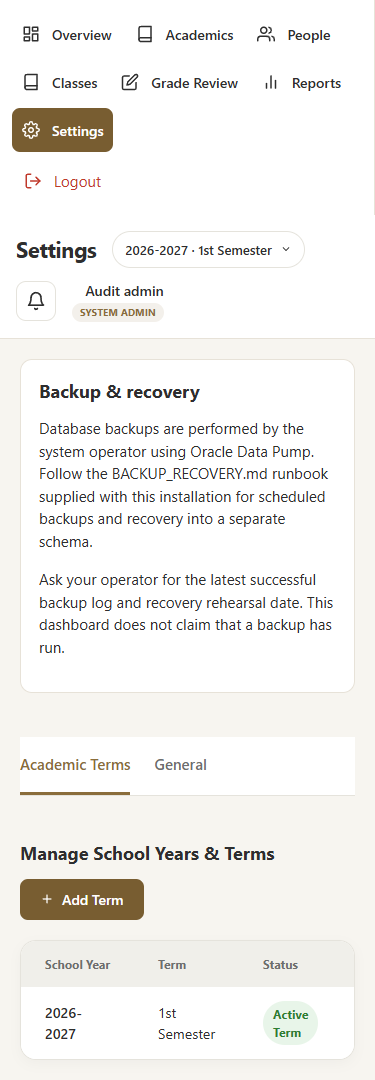 Overview Academics People
Classes Grade Review Reports
Settings
Logout
Settings 2026-2027 · 1st Semester
Audit admin
SYSTEM ADMIN
Backup & recovery
Database backups are performed by the
system operator using Oracle Data Pump.
Follow the BACKUP_RECOVERY.md runbook
supplied with this installation for scheduled
backups and recovery into a separate
schema.
Ask your operator for the latest successful
backup log and recovery rehearsal date. This
dashboard does not claim that a backup has
run.
Academic Terms General
Manage School Years & Terms
+ Add Term
School Year Term Status
2026- 1st Active
2027 Semester Term